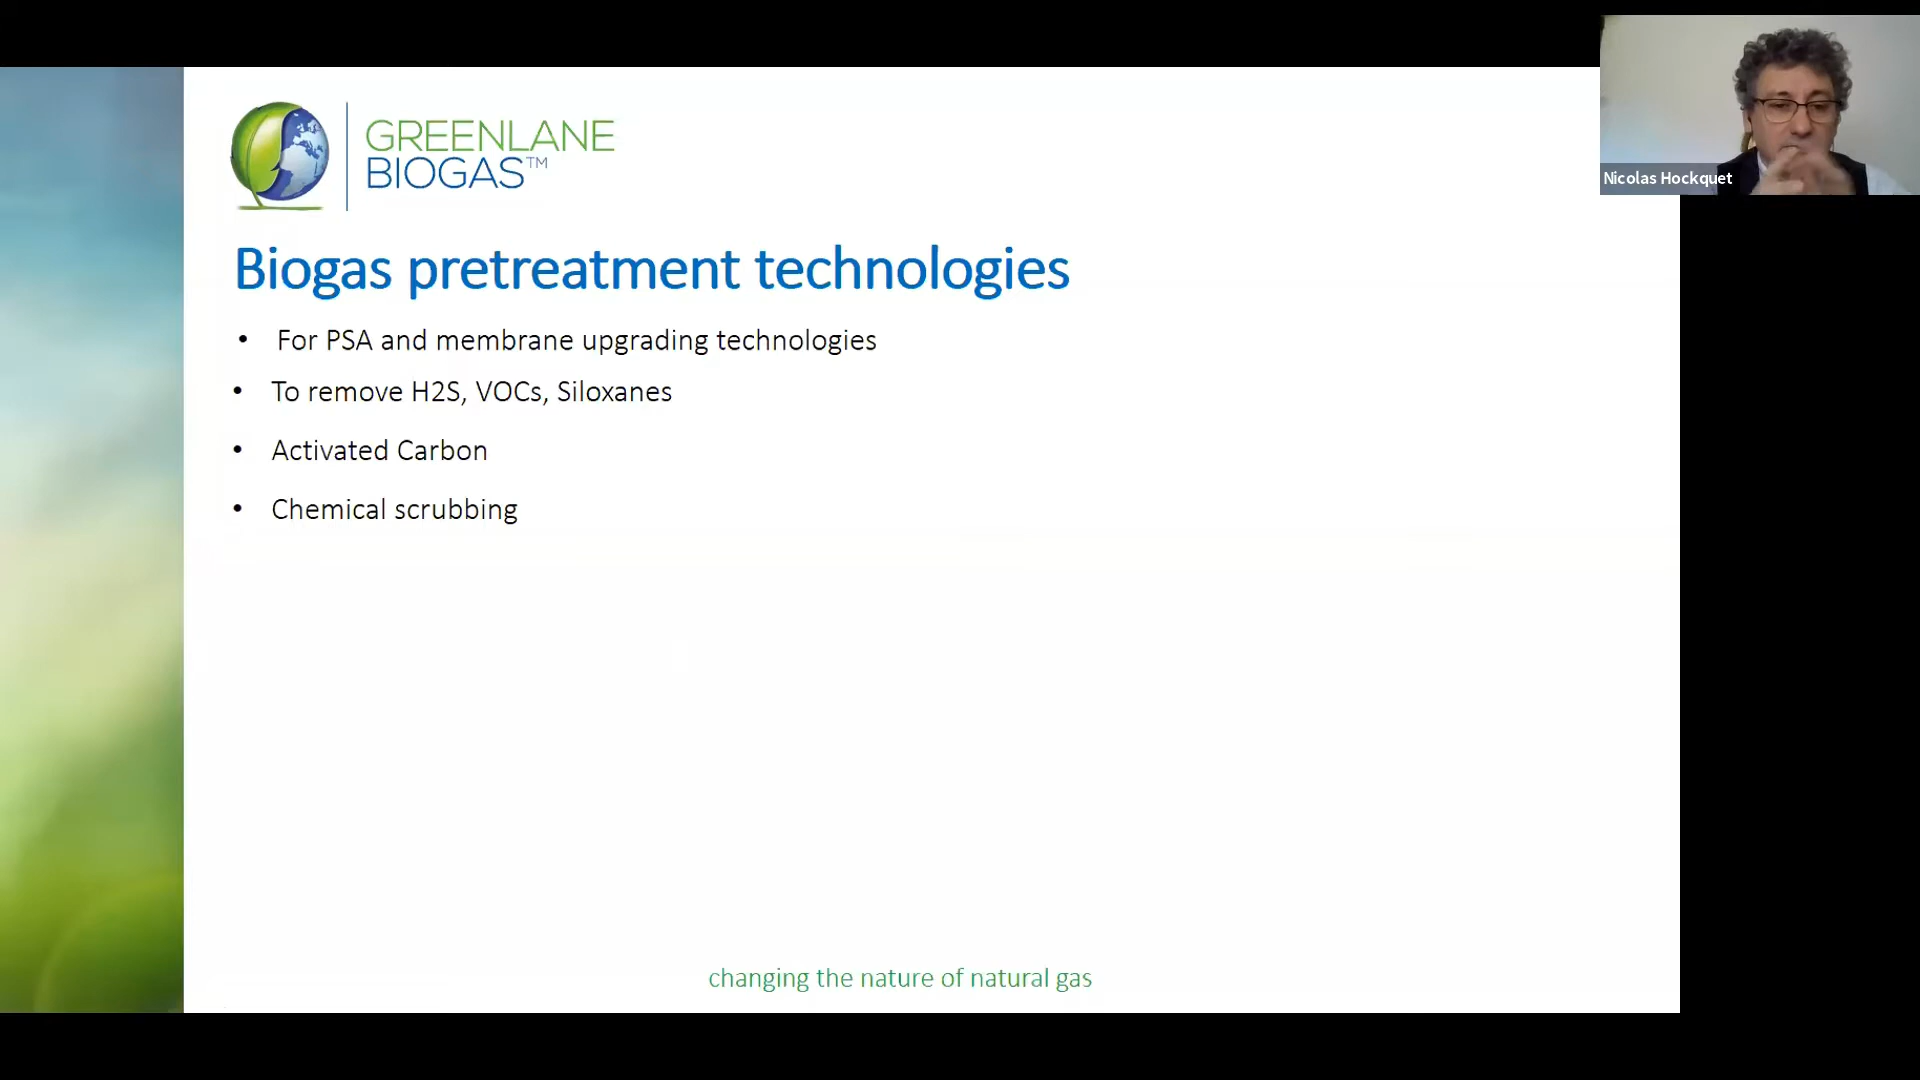 GREENLANE
BIOGAS™
Nicolas Hockquet
Biogas pretreatment technologies
• For PSA and membrane upgrading technologies
• To remove H2S, VOCs, Siloxanes
• Activated Carbon
• Chemical scrubbing
changing the nature of natural gas